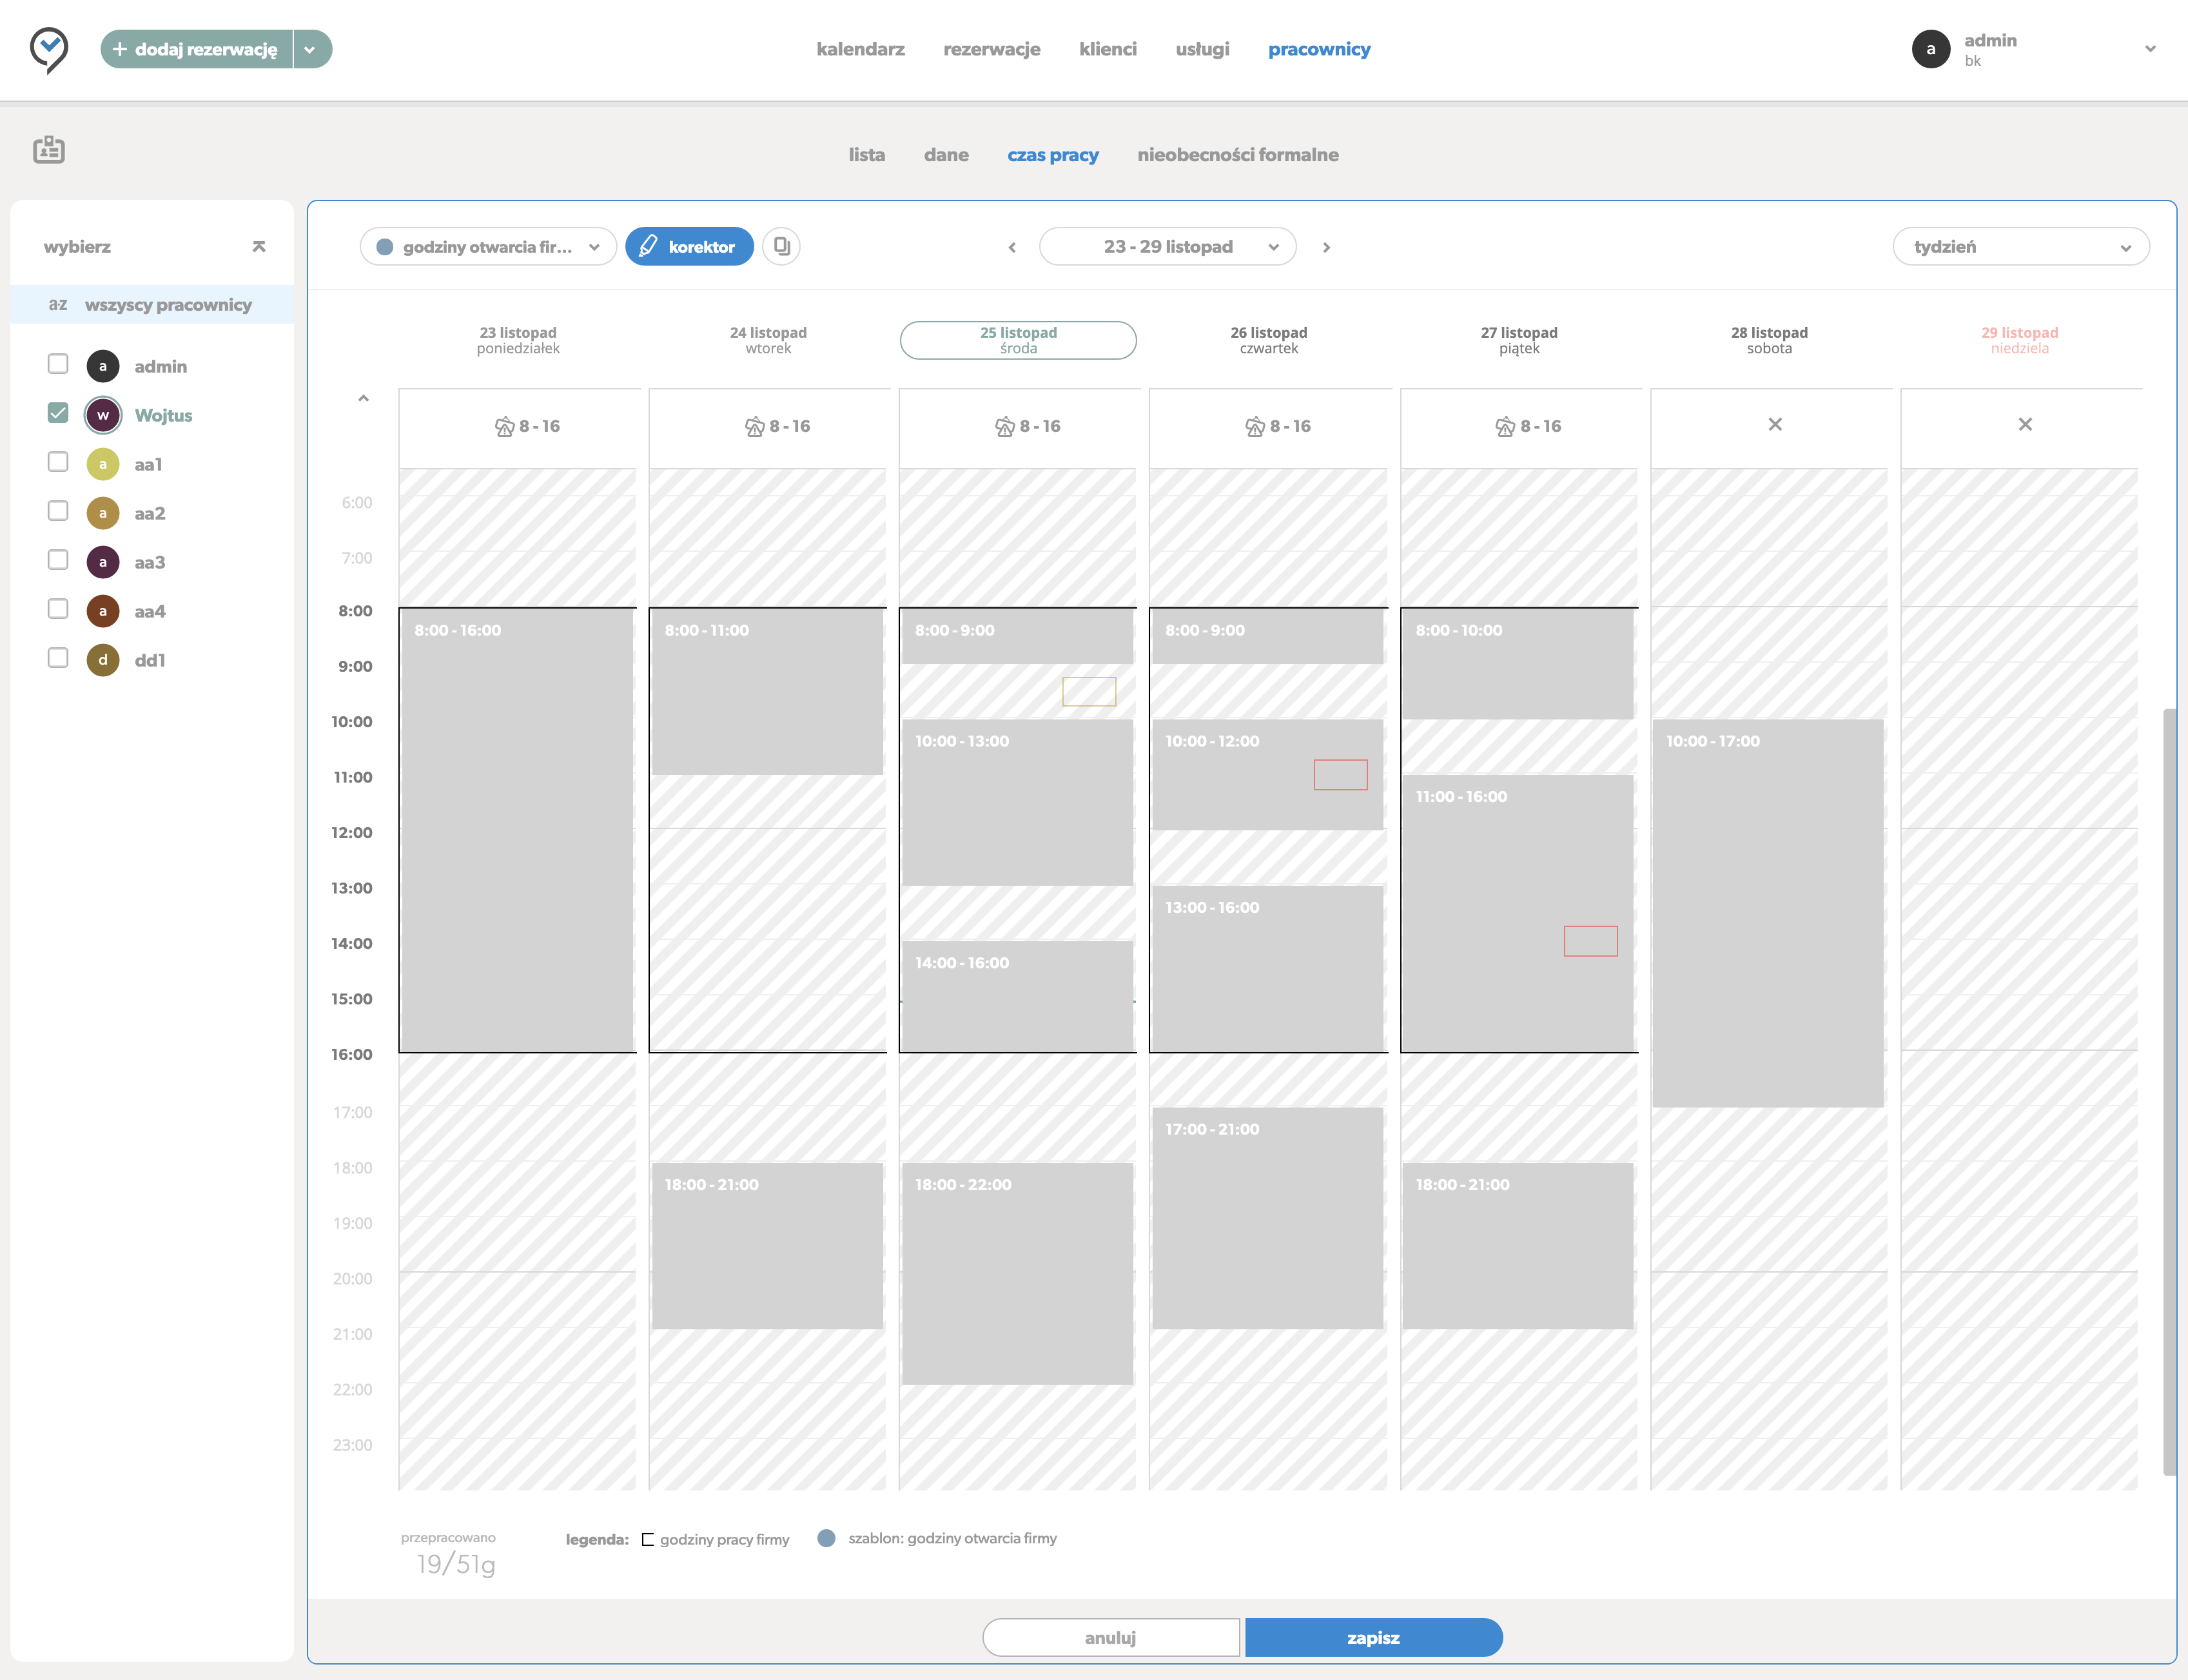 + dodaj rezerwację
kalendarz
rezerwacje
klienci
usługi
pracownicy
a
admin
bk
lista
dane
czas pracy
nieobecności formalne
wybierz
a-z wszyscy pracownicy
a admin
w Wojtus
a aa1
a aa2
a aa3
a aa4
d dd1
godziny otwarcia fir...
korektor
23 - 29 listopad
tydzień
23 listopad
poniedziałek
24 listopad
wtorek
25 listopad
środa
26 listopad
czwartek
27 listopad
piątek
28 listopad
sobota
29 listopad
niedziela
8 - 16
8 - 16
8 - 16
8 - 16
8 - 16
6:00
7:00
8:00
9:00
10:00
11:00
12:00
13:00
14:00
15:00
16:00
17:00
18:00
19:00
20:00
21:00
22:00
23:00
8:00 - 16:00
8:00 - 11:00
18:00 - 21:00
8:00 - 9:00
10:00 - 13:00
14:00 - 16:00
18:00 - 22:00
8:00 - 9:00
10:00 - 12:00
13:00 - 16:00
17:00 - 21:00
8:00 - 10:00
11:00 - 16:00
18:00 - 21:00
10:00 - 17:00
przepracowano
19/51g
legenda: godziny pracy firmy szablon: godziny otwarcia firmy
anuluj
zapisz